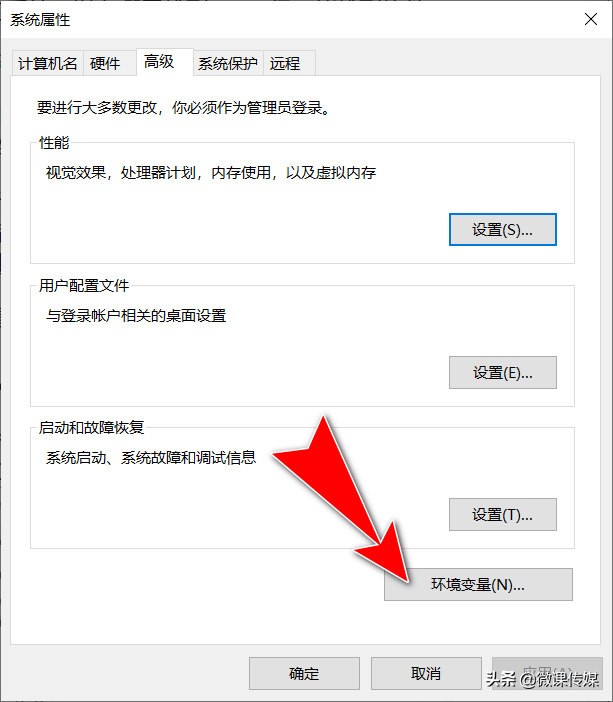 系统属性
计算机名 硬件 高级 系统保护 远程
要进行大多数更改，你必须作为管理员登录。
性能
视觉效果，处理器计划，内存使用，以及虚拟内存
设置(S)...
用户配置文件
与登录帐户相关的桌面设置
设置(E)...
启动和故障恢复
系统启动、系统故障和调试信息
设置(T)...
环境变量(N)...
确定 取消 应用(A)
头条 @微课传媒